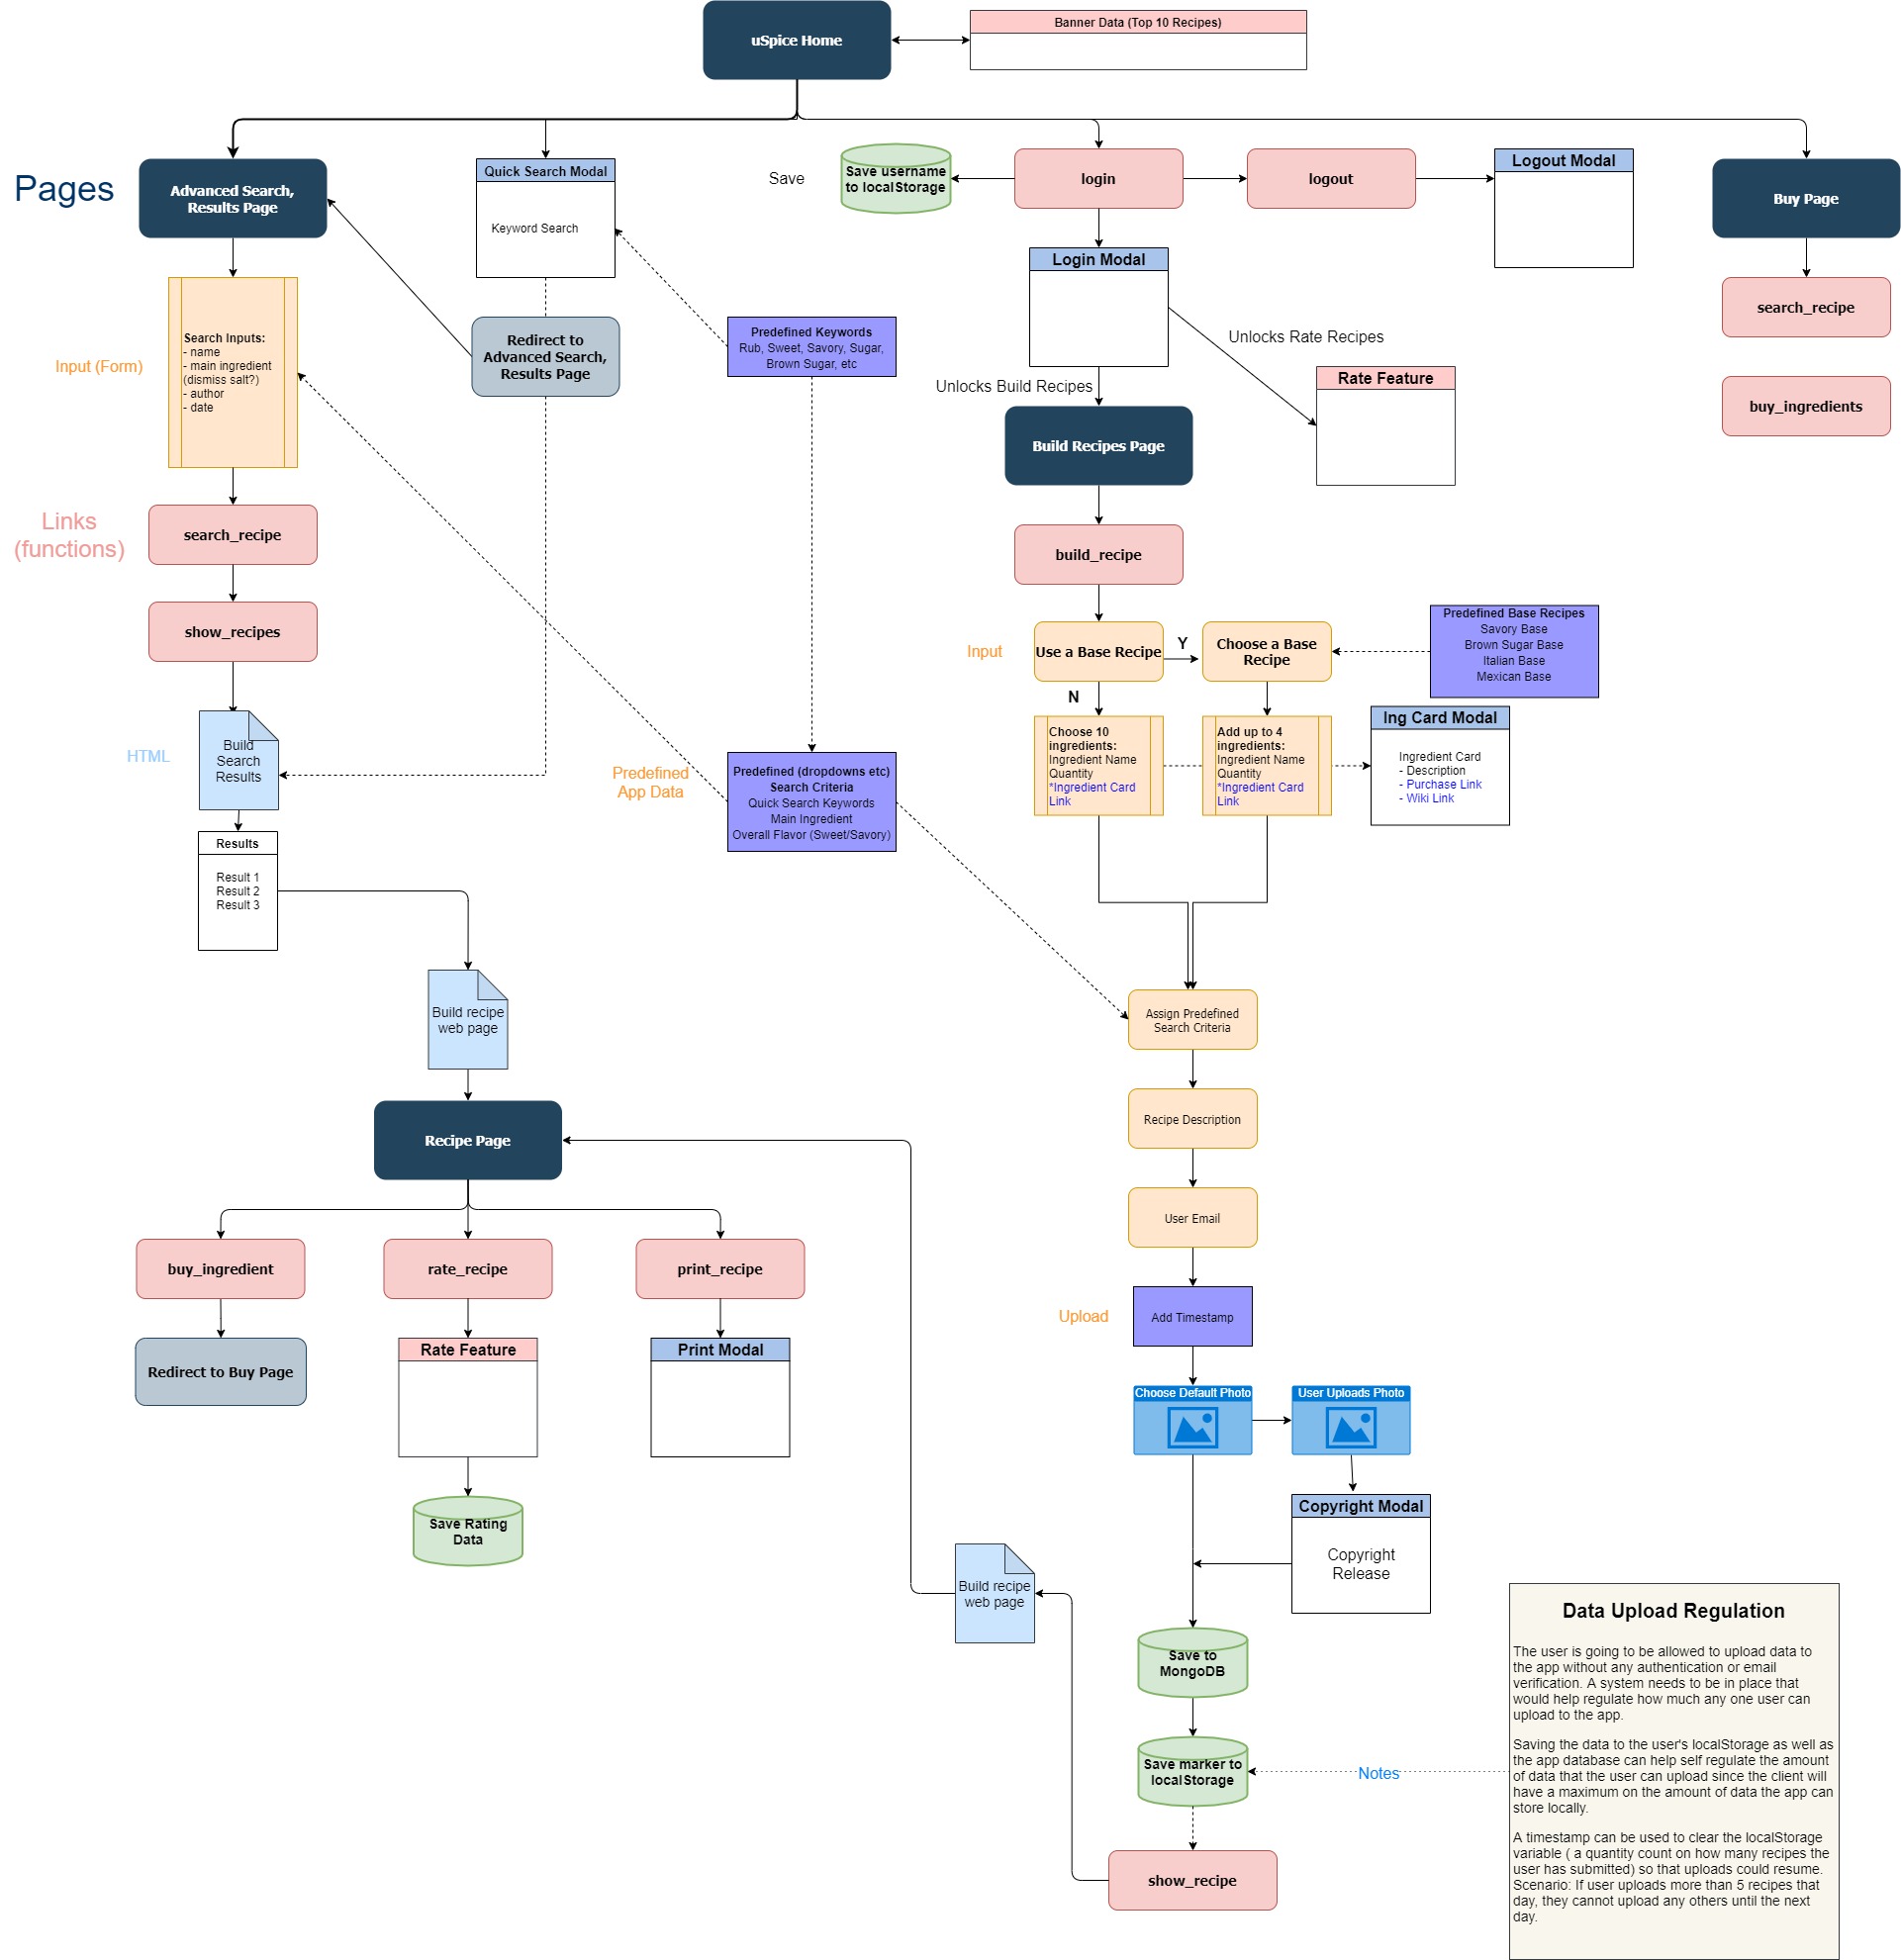 uSpice Home
Banner Data (Top 10 Recipes)
Pages
Advanced Search,
Results Page
Quick Search Modal
Keyword Search
Save
Save username
to localStorage
login
logout
Logout Modal
Buy Page
search_recipe
buy_ingredients
Login Modal
Unlocks Rate Recipes
Rate Feature
Unlocks Build Recipes
Build Recipes Page
Input (Form)
Search Inputs:
- name
- main ingredient
(dismiss salt?)
- author
- date
Redirect to
Advanced Search,
Results Page
Predefined Keywords
Rub, Sweet, Savory, Sugar,
Brown Sugar, etc
Links
(functions)
search_recipe
show_recipes
build_recipe
Input
Use a Base Recipe
Y
Choose a Base
Recipe
N
Predefined Base Recipes
Savory Base
Brown Sugar Base
Italian Base
Mexican Base
HTML
Build
Search
Results
Predefined
App Data
Predefined (dropdowns etc)
Search Criteria
Quick Search Keywords
Main Ingredient
Overall Flavor (Sweet/Savory)
Choose 10
ingredients:
Ingredient Name
Quantity
*Ingredient Card
Link
Add up to 4
ingredients:
Ingredient Name
Quantity
*Ingredient Card
Link
Ing Card Modal
Ingredient Card
- Description
- Purchase Link
- Wiki Link
Results
Result 1
Result 2
Result 3
Build recipe
web page
Assign Predefined
Search Criteria
Recipe Description
User Email
Recipe Page
buy_ingredient
rate_recipe
print_recipe
Redirect to Buy Page
Rate Feature
Print Modal
Save Rating
Data
Upload
Add Timestamp
Choose Default Photo
User Uploads Photo
Copyright Modal
Copyright
Release
Build recipe
web page
Save to
MongoDB
Save marker to
localStorage
Notes
show_recipe
Data Upload Regulation
The user is going to be allowed to upload data to
the app without any authentication or email
verification. A system needs to be in place that
would help regulate how much any one user can
upload to the app.
Saving the data to the user's localStorage as well as
the app database can help self regulate the amount
of data that the user can upload since the client will
have a maximum on the amount of data the app can
store locally.
A timestamp can be used to clear the localStorage
variable ( a quantity count on how many recipes the
user has submitted) so that uploads could resume.
Scenario: If user uploads more than 5 recipes that
day, they cannot upload any others until the next
day.